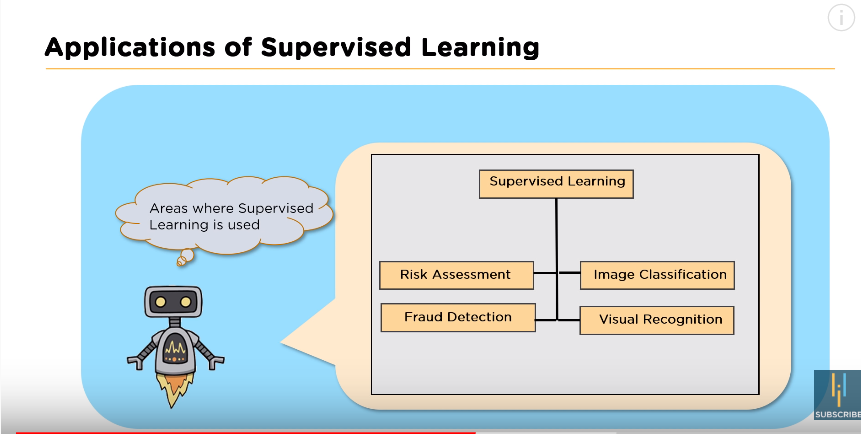 Applications of Supervised Learning
Areas where Supervised
Learning is used
Supervised Learning
Risk Assessment
Image Classification
Fraud Detection
Visual Recognition
SUBSCRIBE